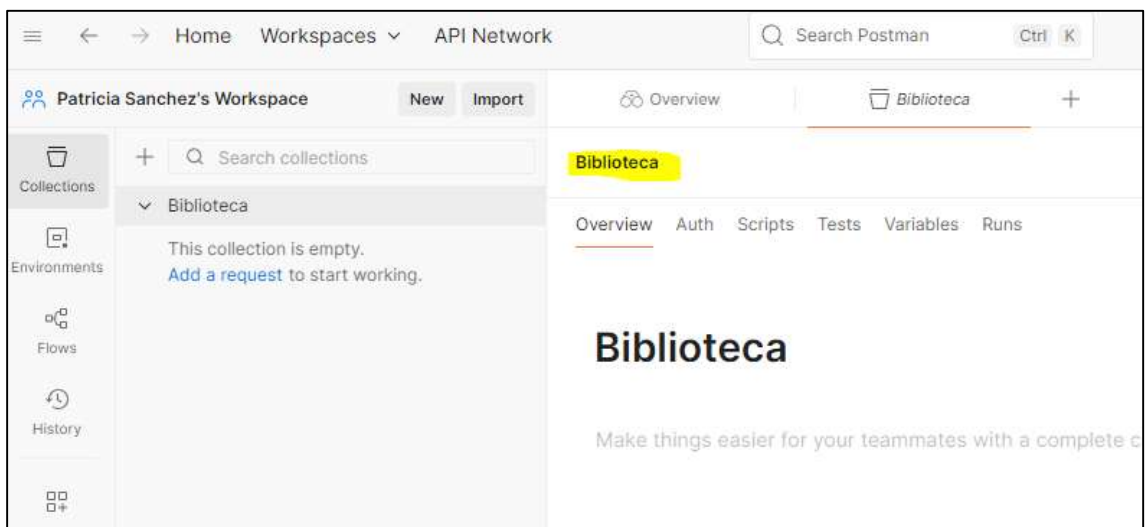 Home Workspaces API Network Search Postman Ctrl K
Patricia Sanchez's Workspace New Import
Overview Biblioteca
Collections
Search collections
Biblioteca
Biblioteca
Overview Auth Scripts Tests Variables Runs
This collection is empty.
Add a request to start working.
Environments
Flows
History
Biblioteca
Make things easier for your teammates with a complete c